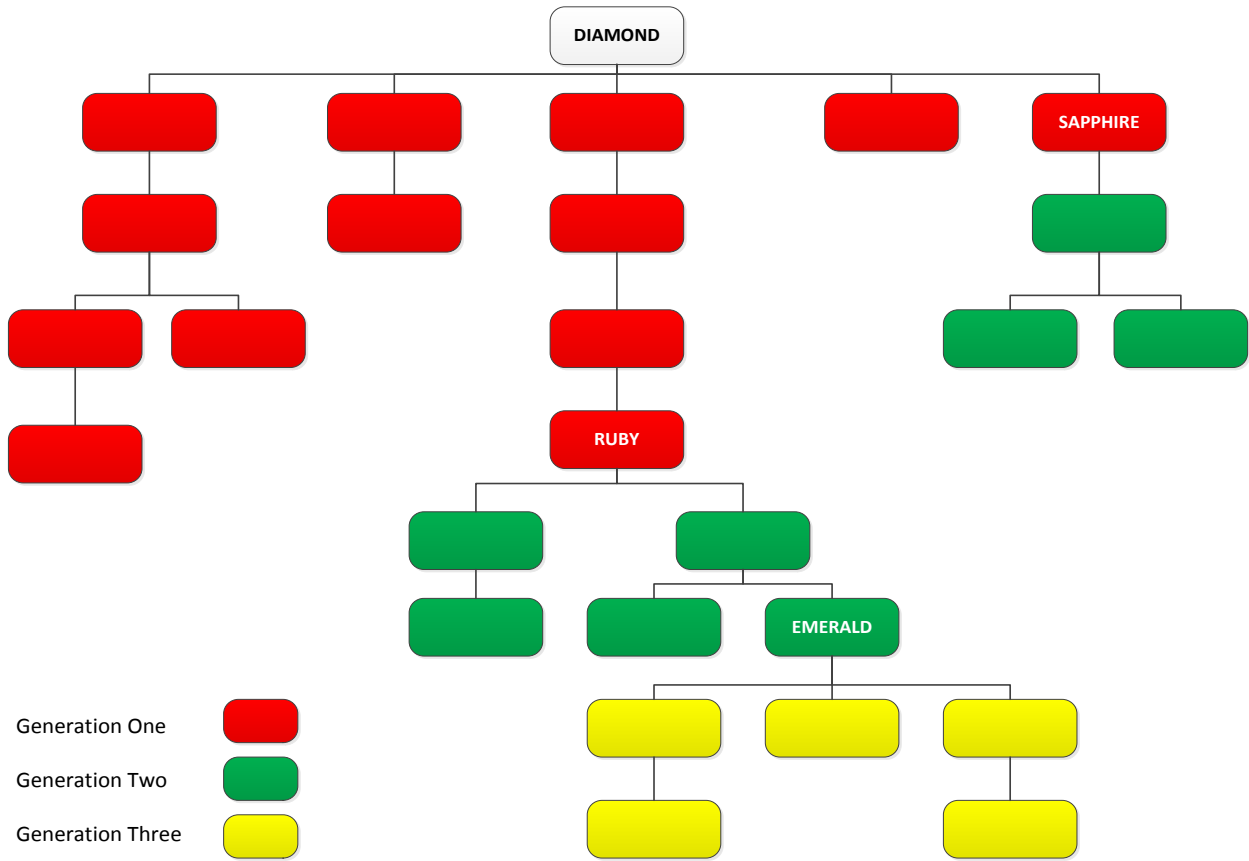 DIAMOND
SAPPHIRE
RUBY
EMERALD
Generation One
Generation Two
Generation Three